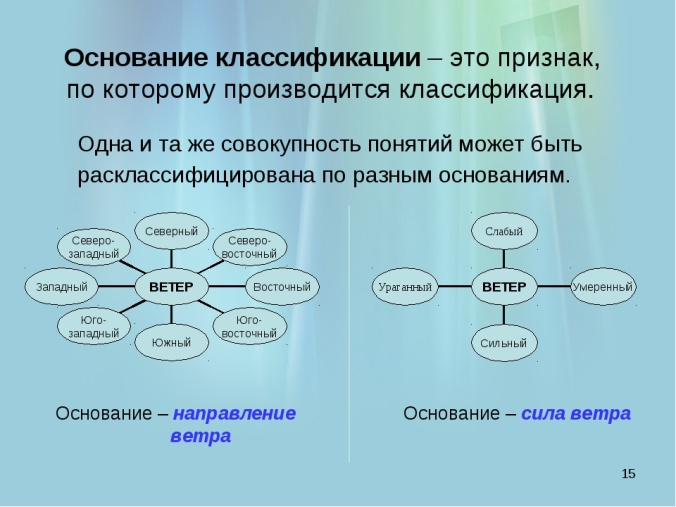 Основание классификации – это признак,
по которому производится классификация.
Одна и та же совокупность понятий может быть
расклассифицирована по разным основаниям.
Северный
Северо-
западный
Северо-
восточный
Западный
ВЕТЕР
Восточный
Юго-
западный
Юго-
восточный
Южный
Слабый
Ураганный
ВЕТЕР
Умеренный
Сильный
Основание – направление
ветра
Основание – сила ветра
15